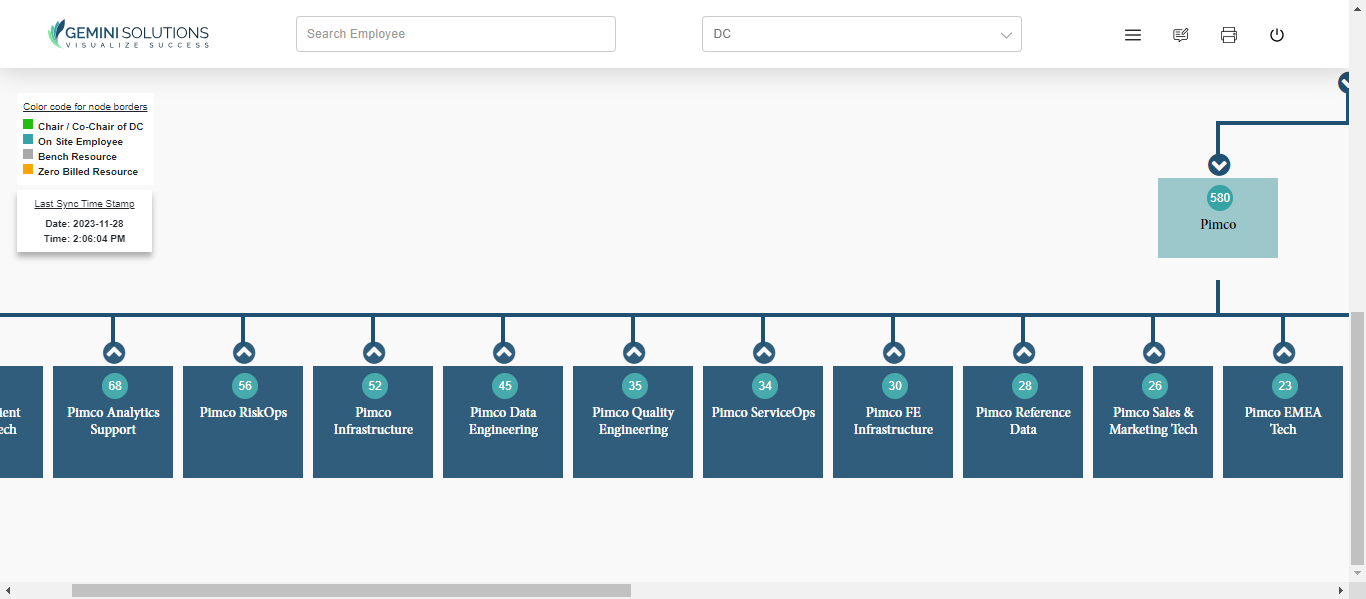 GEMINI SOLUTIONS
VISUALIZE SUCCESS
Search Employee
DC
Color code for node borders
Chair / Co-Chair of DC
On Site Employee
Bench Resource
Zero Billed Resource
Last Sync Time Stamp
Date: 2023-11-28
Time: 2:06:04 PM
580
Pimco
68
Pimco Analytics
Support
56
Pimco RiskOps
52
Pimco
Infrastructure
45
Pimco Data
Engineering
35
Pimco Quality
Engineering
34
Pimco ServiceOps
30
Pimco FE
Infrastructure
28
Pimco Reference
Data
26
Pimco Sales &
Marketing Tech
23
Pimco EMEA
Tech